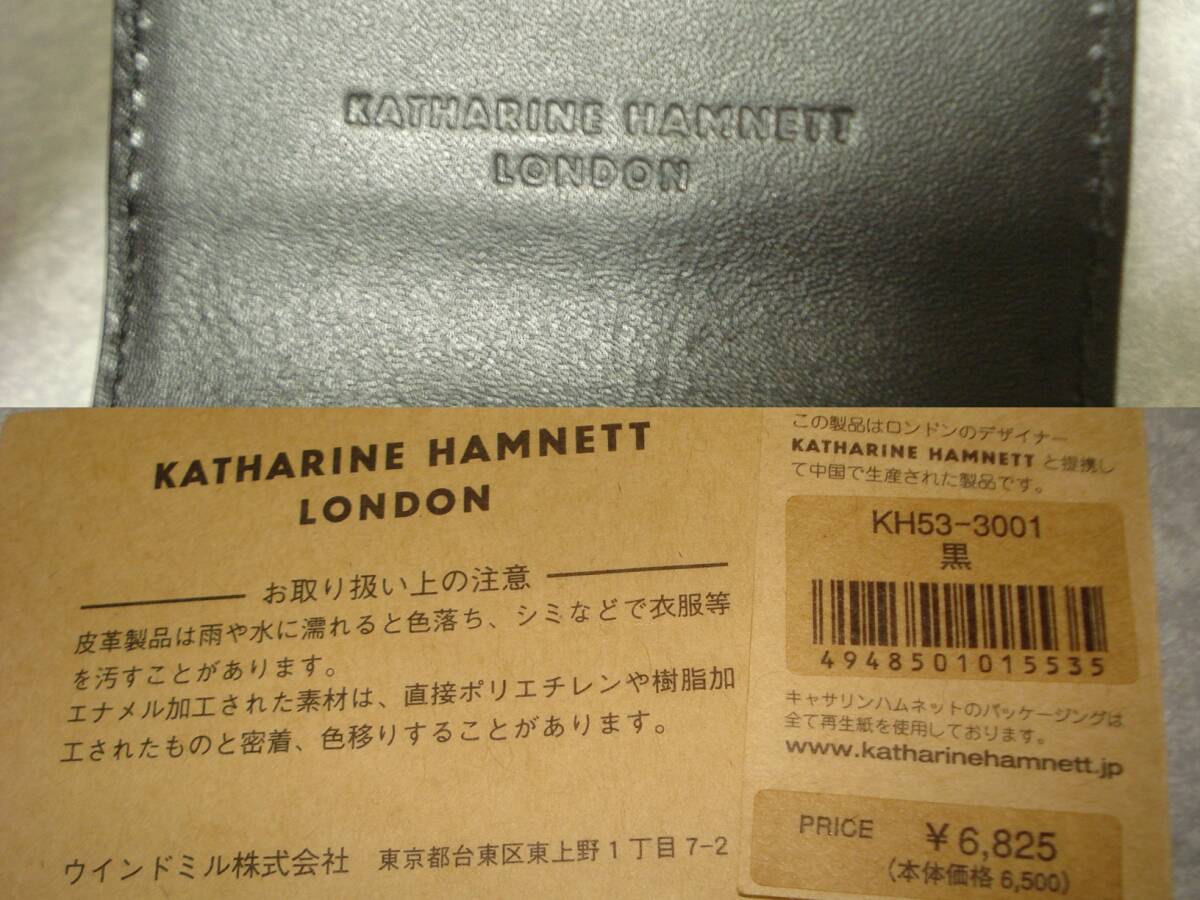 KATHARINE HAMNETT
LONDON
KATHARINE HAMNETT
LONDON
お取り扱い上の注意
皮革製品は雨や水に濡れると色落ち、シミなどで衣服等
を汚すことがあります。
エナメル加工された素材は、直接ポリエチレンや樹脂加
工されたものと密着、色移りすることがあります。
ウインドミル株式会社 東京都台東区東上野1丁目7-2
この製品はロンドンのデザイナー
KATHARINE HAMNETT と提携し
て中国で生産された製品です。
KH53-3001
黒
4948501015535
キャサリンハムネットのパッケージングは
全て再生紙を使用しております。
www.katharinehamnett.jp
PRICE ¥6,825
(本体価格 6,500)